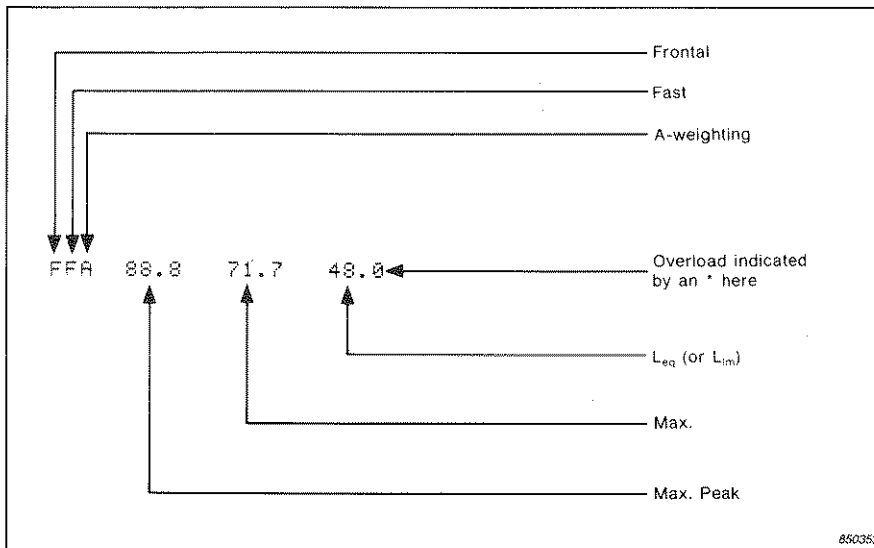 Frontal
Fast
A-weighting
FFA 88.8 71.7 48.0
Overload indicated
by an * here
Leq (or Lim)
Max.
Max. Peak
850353